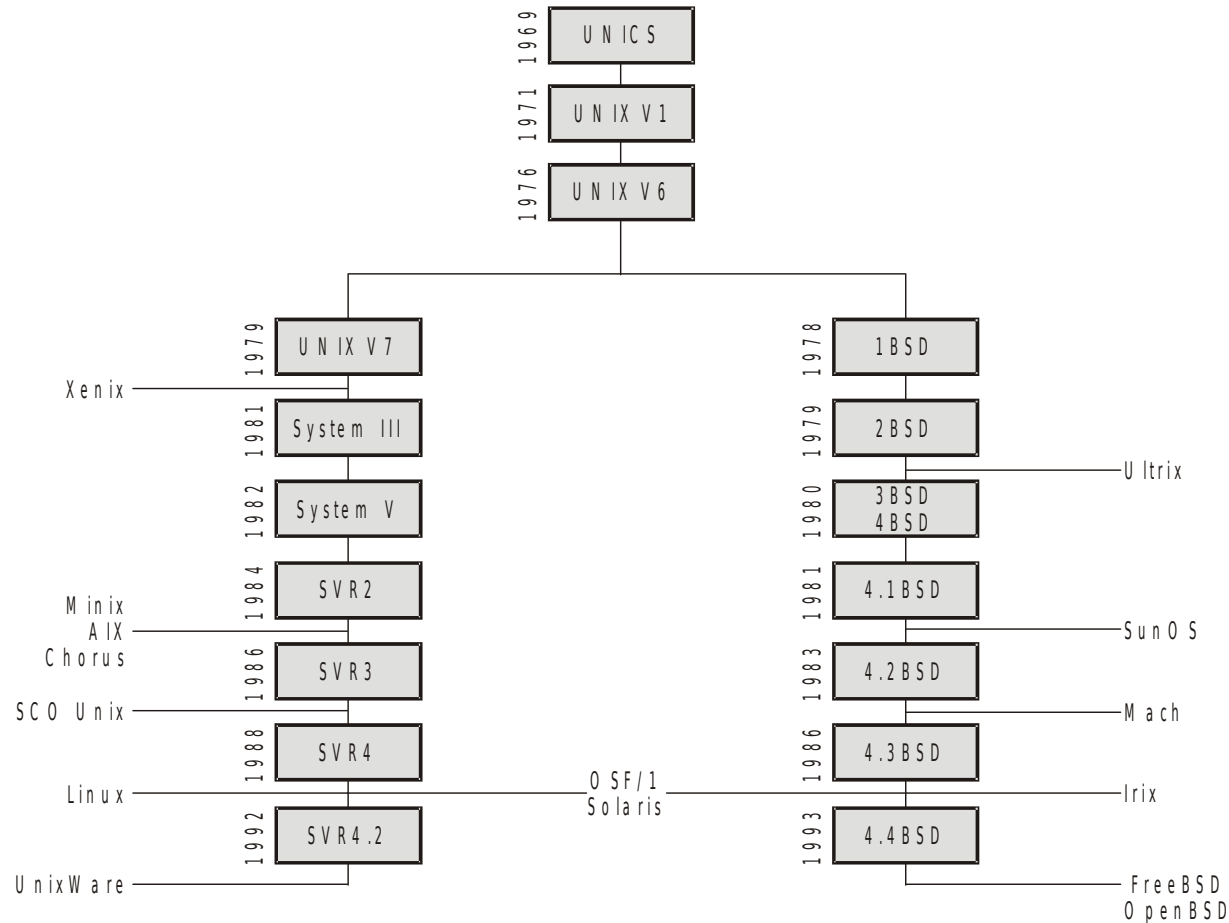 1969
UNICS
1971
UNIX V1
1976
UNIX V6
1979
UNIX V7
Xenix
1981
System III
1982
System V
1984
SVR2
Minix
AIX
Chorus
1986
SVR3
SCO Unix
1988
SVR4
Linux
1992
SVR4.2
UnixWare
OSF/1
Solaris
1978
1BSD
1979
2BSD
Ultrix
1980
3BSD
4BSD
1981
4.1BSD
SunOS
1983
4.2BSD
Mach
1986
4.3BSD
Irix
1993
4.4BSD
FreeBSD
OpenBSD